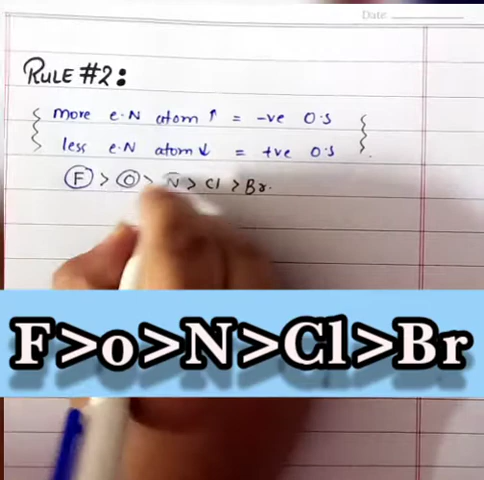 Date
RULE #2:
more e.N atom ↑ = -ve O.S
less e.N atom ↓ = +ve O.S
F > O > N > Cl > Br.
F>o>N>Cl>Br